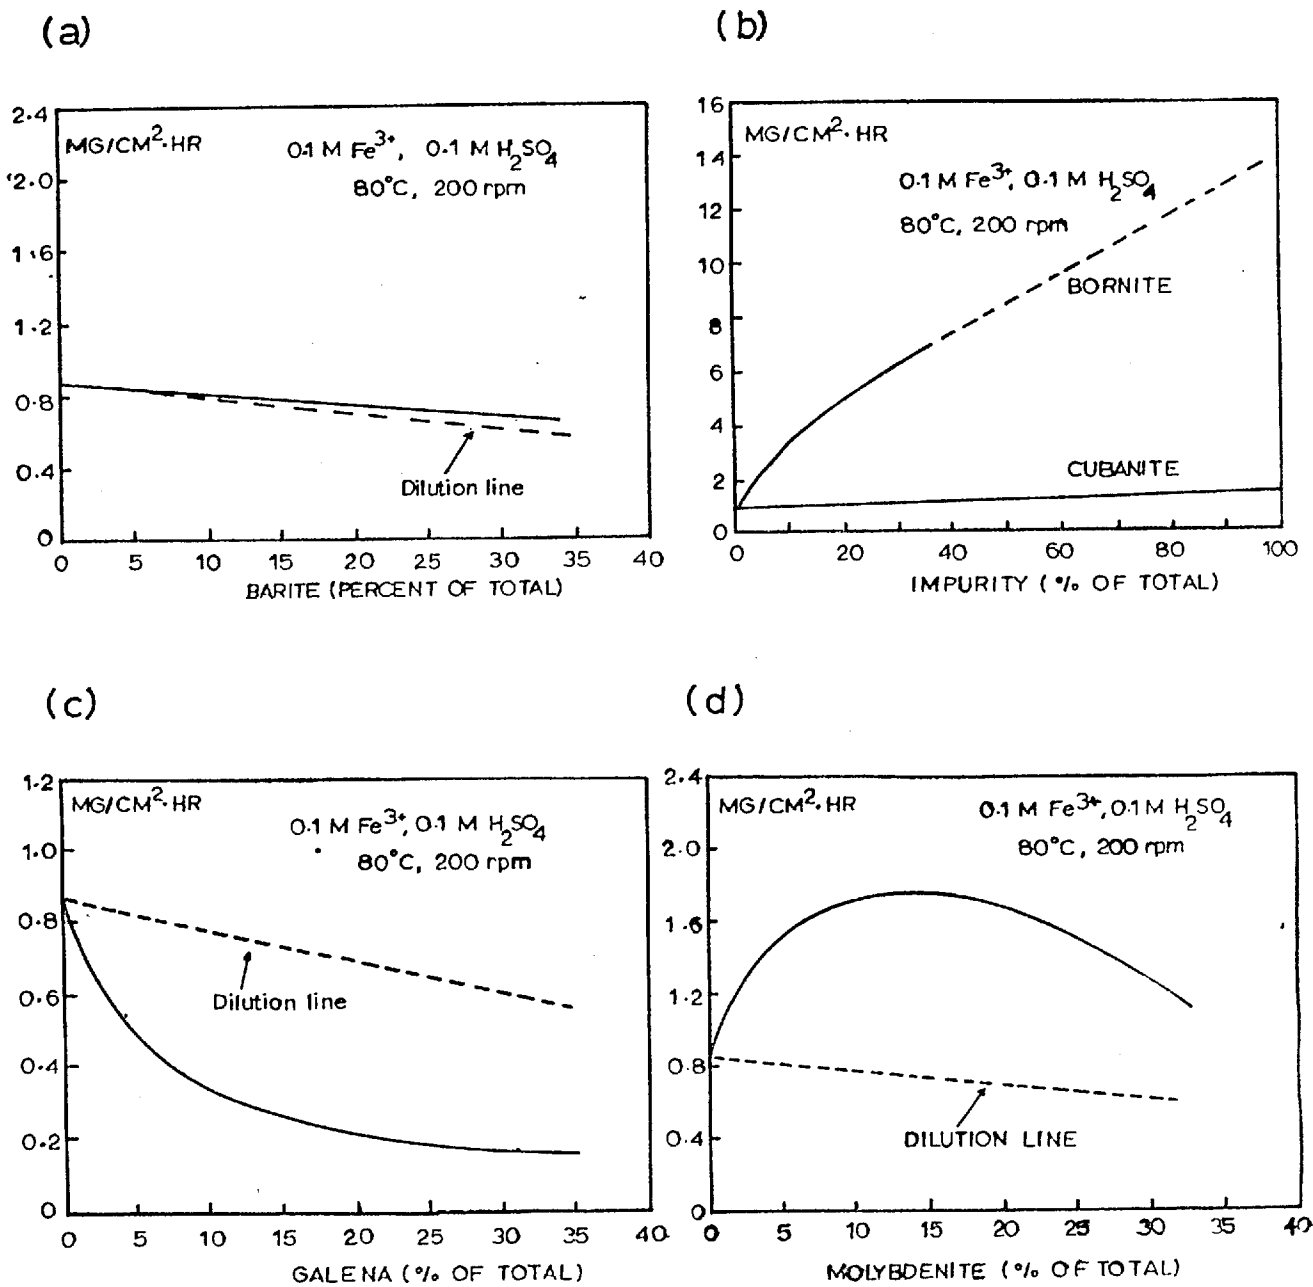 (a)
2.4
2.0
1.6
1.2
0.8
0.4
0
MG/CM²·HR
0.1 M Fe³⁺, 0.1 M H₂SO₄
80°C, 200 rpm
Dilution line
0 5 10 15 20 25 30 35 40
BARITE (PERCENT OF TOTAL)
(b)
16
14
12
10
8
6
4
2
0
MG/CM²·HR
0.1 M Fe³⁺, 0.1 M H₂SO₄
80°C, 200 rpm
BORNITE
CUBANITE
0 20 40 60 80 100
IMPURITY (% OF TOTAL)
(c)
1.2
1.0
0.8
0.6
0.4
0.2
0
MG/CM²·HR
0.1 M Fe³⁺, 0.1 M H₂SO₄
80°C, 200 rpm
Dilution line
0 5 10 15 20 25 30 35 40
GALENA (% OF TOTAL)
(d)
2.4
2.0
1.6
1.2
0.8
0.4
0
MG/CM²·HR
0.1 M Fe³⁺, 0.1 M H₂SO₄
80°C, 200 rpm
DILUTION LINE
0 5 10 15 20 25 30 35 40
MOLYBDENITE (% OF TOTAL)